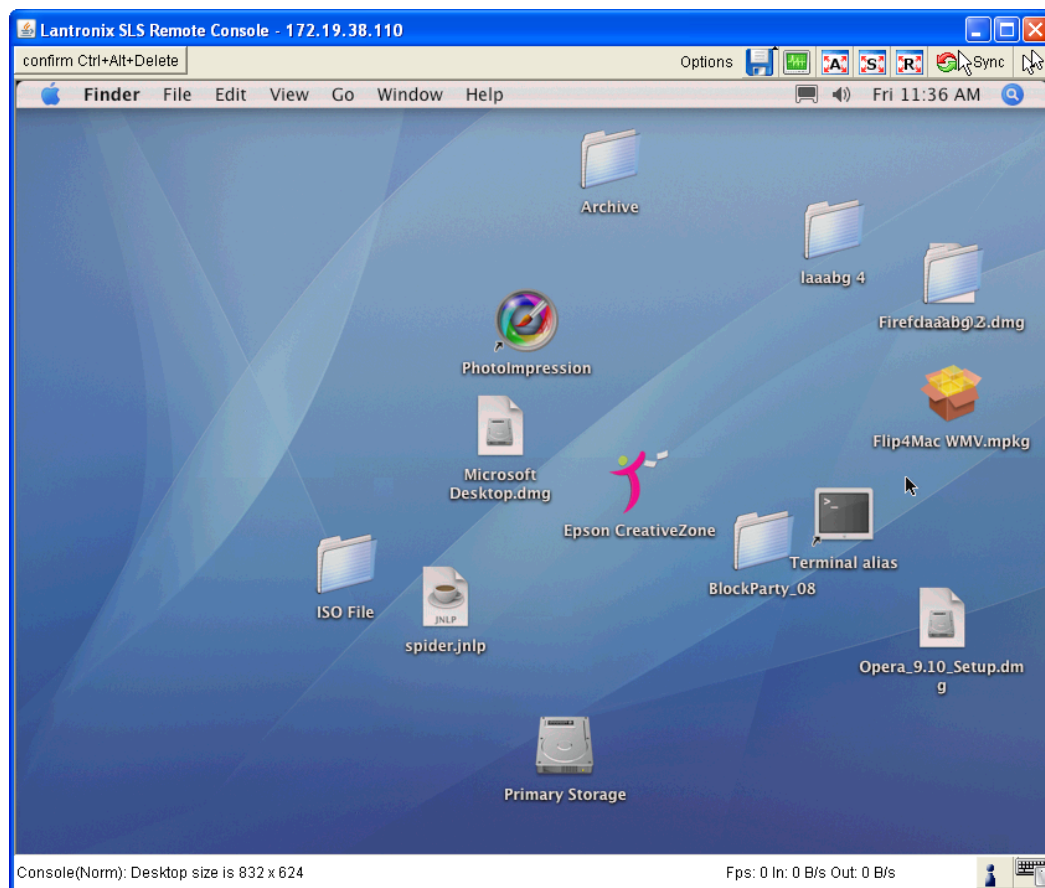 Lantronix SLS Remote Console - 172.19.38.110
confirm Ctrl+Alt+Delete
Options
A
S
R
Sync
Finder File Edit View Go Window Help
Fri 11:36 AM
Archive
laaabg 4
Flip4Mac WMV.mpkg
PhotoImpression
Microsoft
Desktop.dmg
Epson CreativeZone
>_
Terminal alias
BlockParty_08
ISO File
JNLP
spider.jnlp
Opera_9.10_Setup.dm
g
Primary Storage
Console(Norm): Desktop size is 832 x 624
Fps: 0 In: 0 B/s Out: 0 B/s